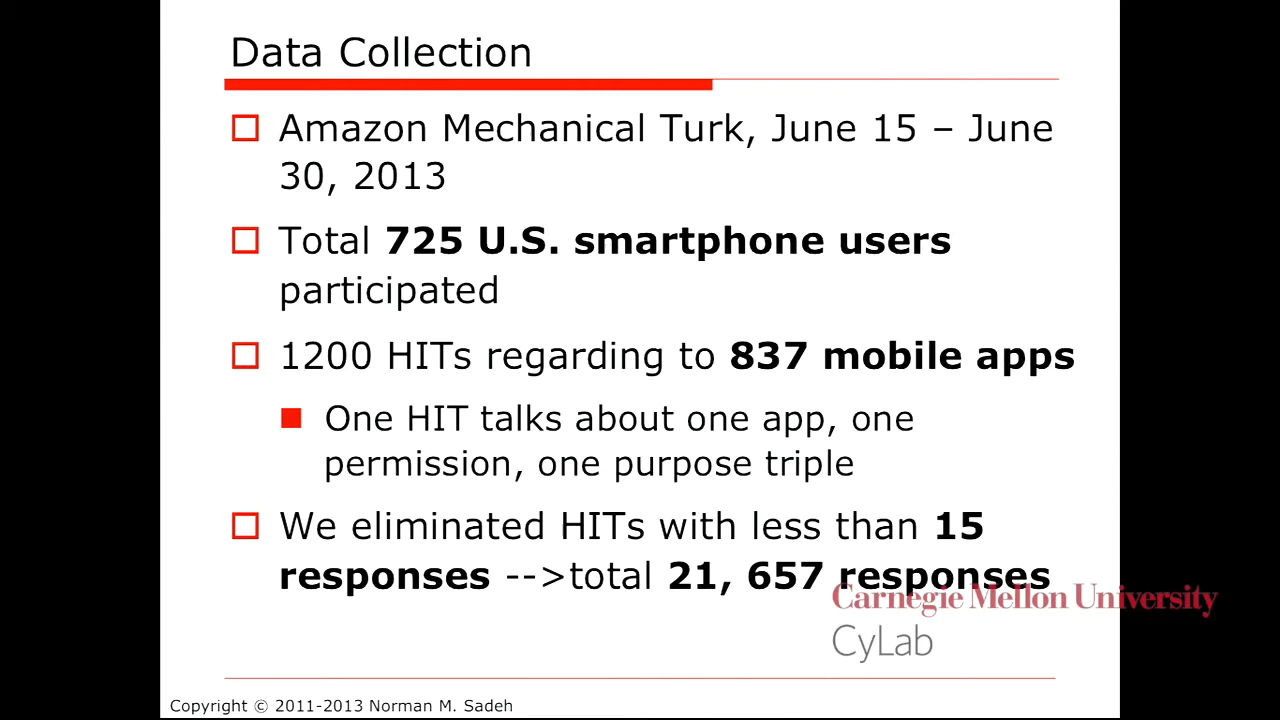 Data Collection
Amazon Mechanical Turk, June 15 – June
30, 2013
Total 725 U.S. smartphone users
participated
1200 HITs regarding to 837 mobile apps
One HIT talks about one app, one
permission, one purpose triple
We eliminated HITs with less than 15
responses -->total 21, 657 responses
Carnegie Mellon University
CyLab
Copyright © 2011-2013 Norman M. Sadeh